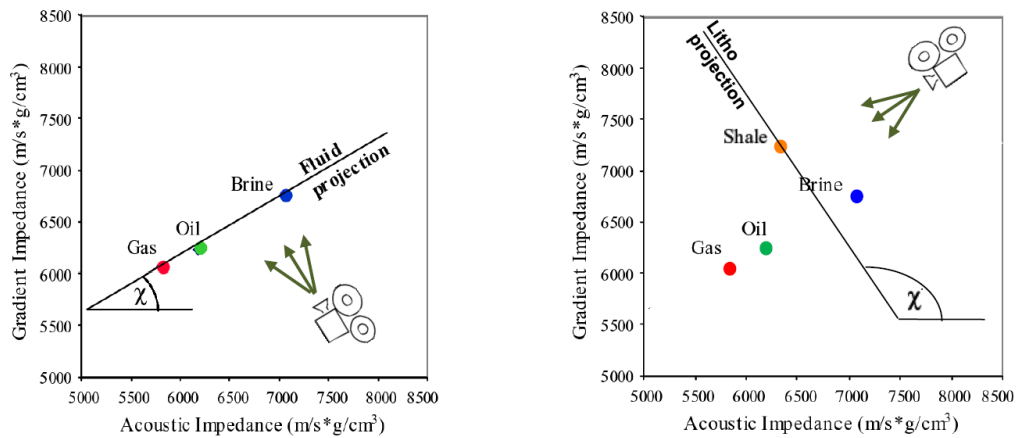 8500
8000
7500
7000
6500
6000
5500
5000
Gradient Impedance (m/s*g/cm³)
Fluid
projection
Brine
Oil
Gas
χ
5000 5500 6000 6500 7000 7500 8000 8500
Acoustic Impedance (m/s*g/cm³)
8500
8000
7500
7000
6500
6000
5500
5000
Gradient Impedance (m/s*g/cm³)
Litho
projection
Shale
Brine
Oil
Gas
χ
5000 5500 6000 6500 7000 7500 8000 8500
Acoustic Impedance (m/s*g/cm³)